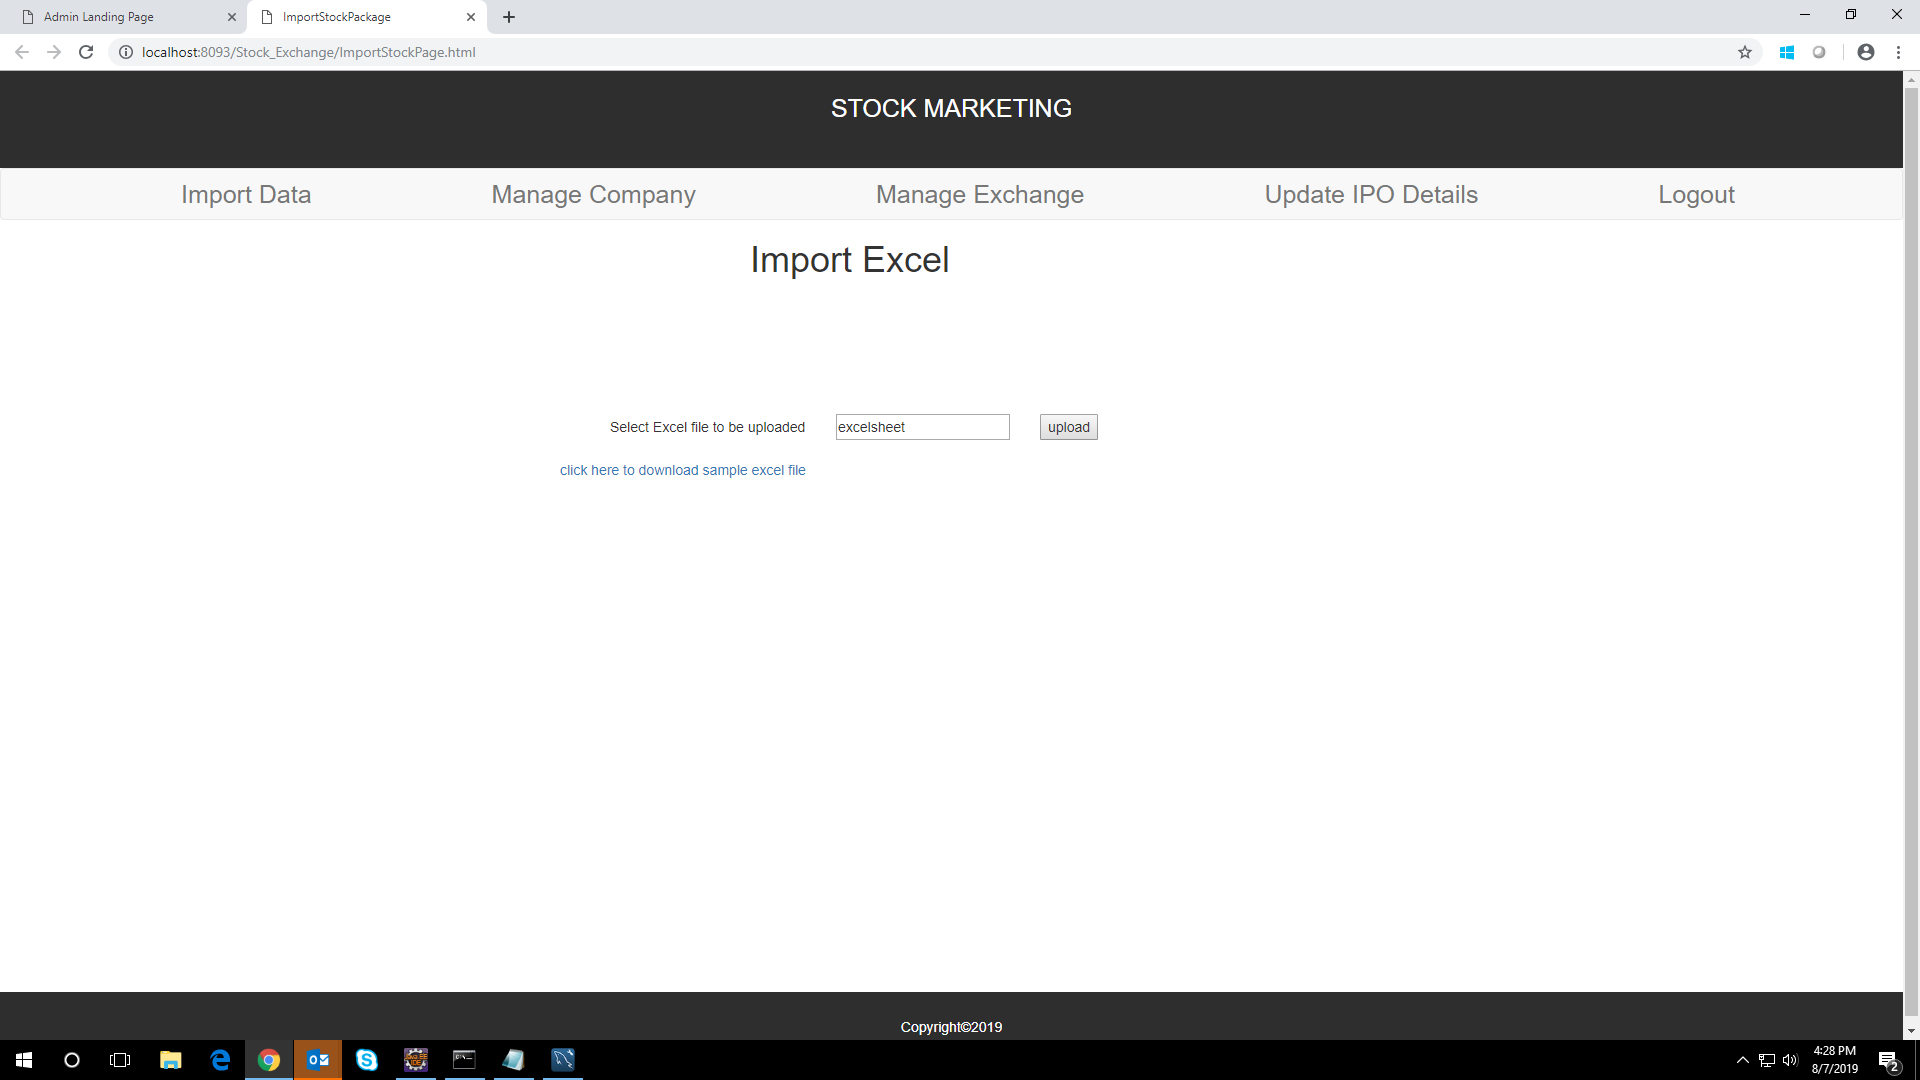 Admin Landing Page
ImportStockPackage
localhost:8093/Stock_Exchange/ImportStockPage.html
STOCK MARKETING
Import Data Manage Company Manage Exchange Update IPO Details Logout
Import Excel
Select Excel file to be uploaded excelsheet upload
click here to download sample excel file
Copyright©2019
4:28 PM
8/7/2019
2